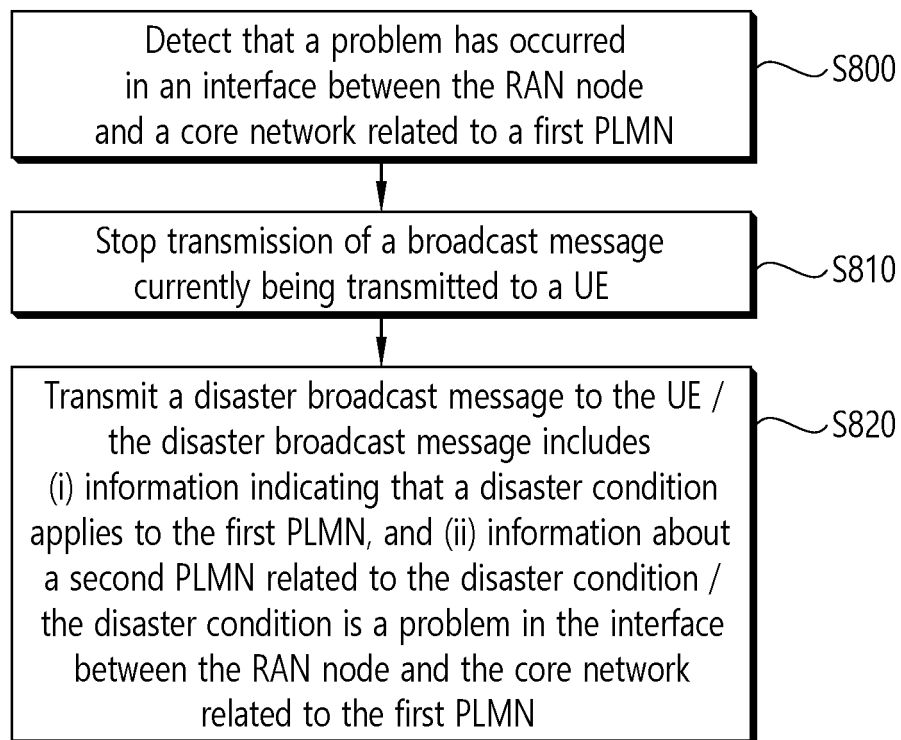 Detect that a problem has occurred
in an interface between the RAN node
and a core network related to a first PLMN
S800
Stop transmission of a broadcast message
currently being transmitted to a UE
S810
Transmit a disaster broadcast message to the UE /
the disaster broadcast message includes
(i) information indicating that a disaster condition
applies to the first PLMN, and (ii) information about
a second PLMN related to the disaster condition /
the disaster condition is a problem in the interface
between the RAN node and the core network
related to the first PLMN
S820